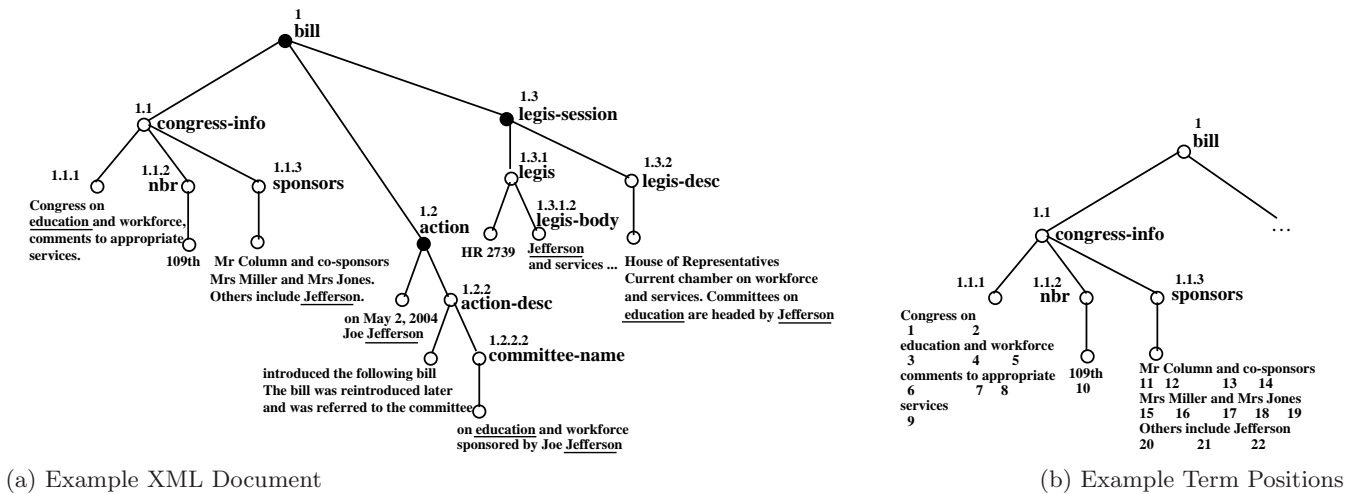 1
bill
1.1
congress-info
1.3
legis-session
1.1.1
1.1.2
nbr
1.1.3
sponsors
1.3.1
legis
1.3.2
legis-desc
Congress on
education and workforce,
comments to appropriate
services.
109th
Mr Column and co-sponsors
Mrs Miller and Mrs Jones.
Others include Jefferson.
1.2
action
1.3.1.2
legis-body
HR 2739
Jefferson
and services ...
House of Representatives
Current chamber on workforce
and services. Committees on
education are headed by Jefferson
on May 2, 2004
Joe Jefferson
1.2.2
action-desc
1.2.2.2
committee-name
introduced the following bill
The bill was reintroduced later
and was referred to the committee
on education and workforce
sponsored by Joe Jefferson
(a) Example XML Document
1
bill
...
1.1
congress-info
1.1.1
1.1.2
nbr
1.1.3
sponsors
Congress on
1 2
education and workforce
3 4 5
comments to appropriate
6 7 8
services
9
109th
10
Mr Column and co-sponsors
11 12 13 14
Mrs Miller and Mrs Jones
15 16 17 18 19
Others include Jefferson
20 21 22
(b) Example Term Positions